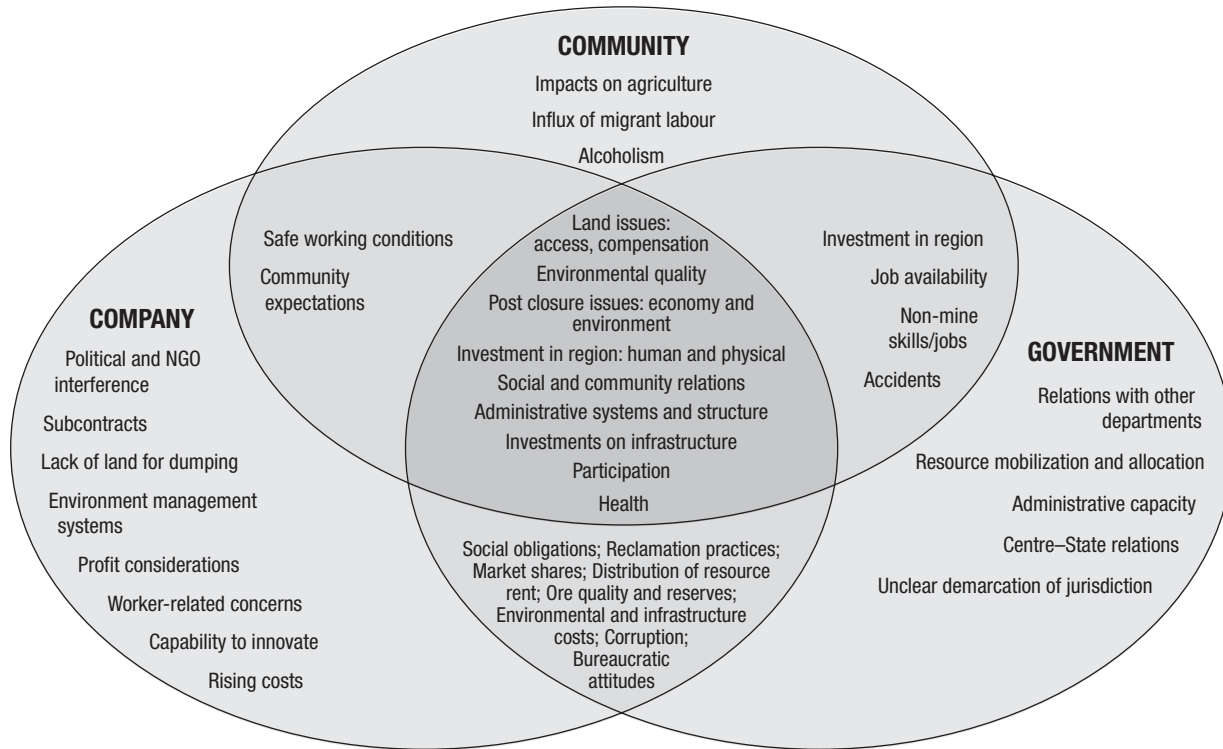 COMMUNITY
Impacts on agriculture
Influx of migrant labour
Alcoholism
Safe working conditions
Community
expectations
Land issues:
access, compensation
Environmental quality
Post closure issues: economy and
environment
Investment in region: human and physical
Social and community relations
Administrative systems and structure
Investments on infrastructure
Participation
Health
Investment in region
Job availability
Non-mine
skills/jobs
Accidents
COMPANY
Political and NGO
interference
Subcontracts
Lack of land for dumping
Environment management
systems
Profit considerations
Worker-related concerns
Capability to innovate
Rising costs
Social obligations; Reclamation practices;
Market shares; Distribution of resource
rent; Ore quality and reserves;
Environmental and infrastructure
costs; Corruption;
Bureaucratic
attitudes
GOVERNMENT
Relations with other
departments
Resource mobilization and allocation
Administrative capacity
Centre–State relations
Unclear demarcation of jurisdiction